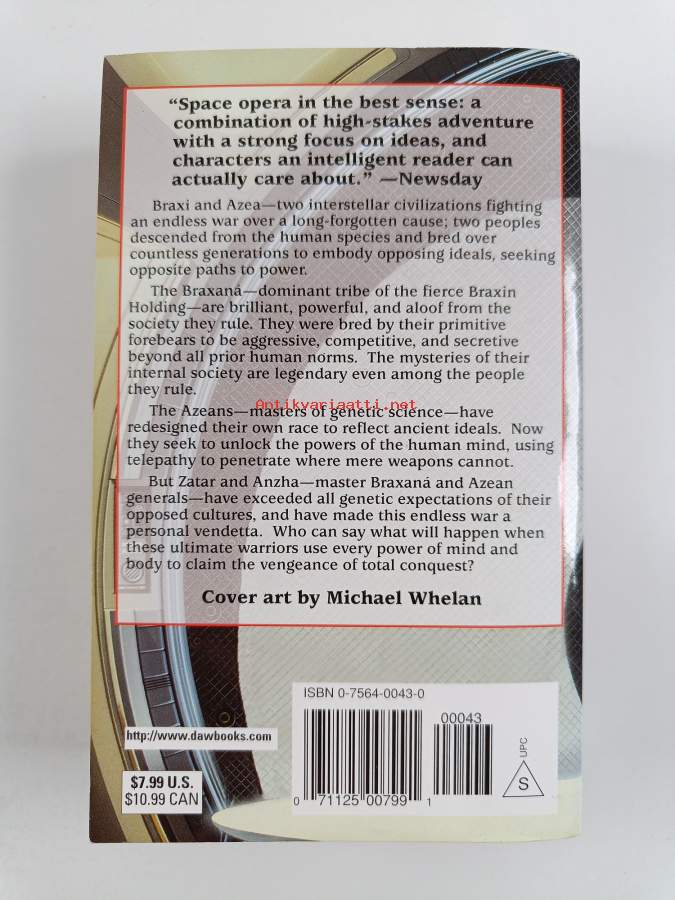 “Space opera in the best sense: a
combination of high-stakes adventure
with a strong focus on ideas, and
characters an intelligent reader can
actually care about.” —Newsday
Braxi and Azea—two interstellar civilizations fighting
an endless war over a long-forgotten cause; two peoples
descended from the human species and bred over
countless generations to embody opposing ideals, seeking
opposite paths to power.
The Braxaná—dominant tribe of the fierce Braxin
Holding—are brilliant, powerful, and aloof from the
society they rule. They were bred by their primitive
forebears to be aggressive, competitive, and secretive
beyond all prior human norms. The mysteries of their
internal society are legendary even among the people
they rule.
Antikvariaatti.net
The Azeans—masters of genetic science—have
redesigned their own race to reflect ancient ideals. Now
they seek to unlock the powers of the human mind, using
telepathy to penetrate where mere weapons cannot.
But Zatar and Anzha—master Braxaná and Azean
generals—have exceeded all genetic expectations of their
opposed cultures, and have made this endless war a
personal vendetta. Who can say what will happen when
these ultimate warriors use every power of mind and
body to claim the vengeance of total conquest?
Cover art by Michael Whelan
ISBN 0-7564-0043-0
00043
0 71125 00799 1
UPC
S
http://www.dawbooks.com
$7.99 U.S.
$10.99 CAN